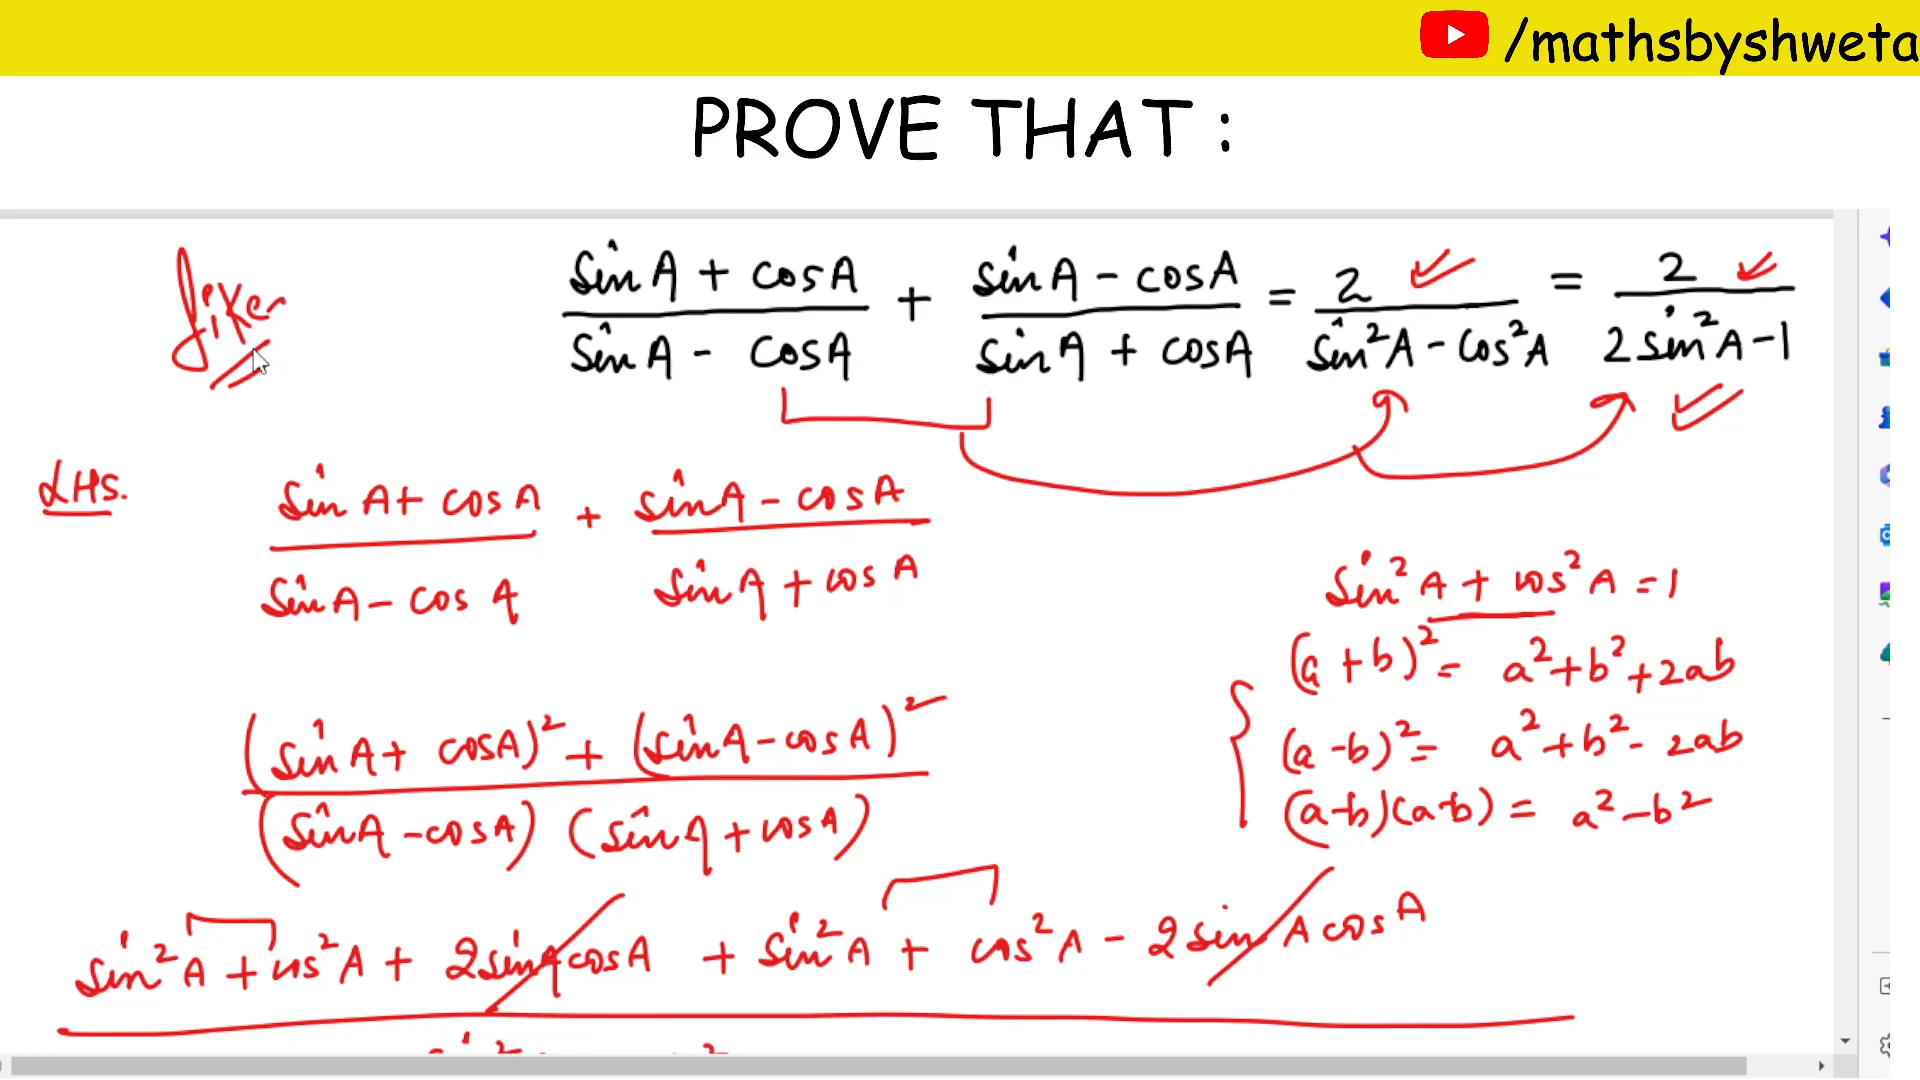 /mathsbyshweta
PROVE THAT :
(sin A + cos A)/(sin A - cos A) + (sin A - cos A)/(sin A + cos A) = 2/(sin²A - cos²A) = 2/(2sin²A - 1)
LHS.
(sin A + cos A)/(sin A - cos A) + (sin A - cos A)/(sin A + cos A)
sin²A + cos²A = 1
(a + b)² = a² + b² + 2ab
(a - b)² = a² + b² - 2ab
(a-b)(a-b) = a² - b²
(sin A + cos A)² + (sin A - cos A)²
(sin A - cos A) (sin A + cos A)
sin²A + cos²A + 2 sin A cos A + sin²A + cos²A - 2 sin A cos A